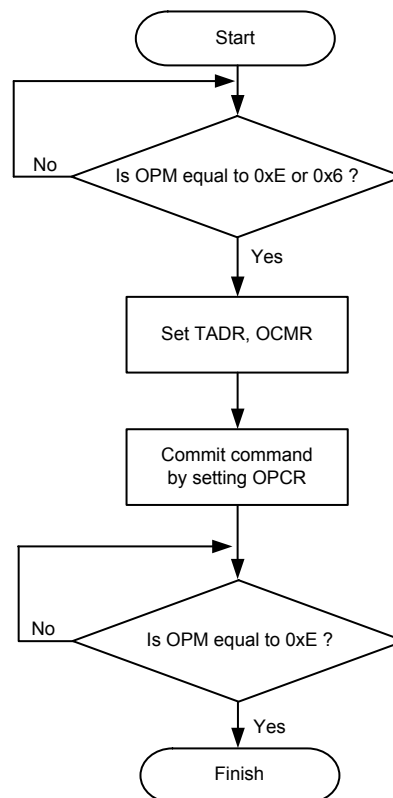 Start
No
Is OPM equal to 0xE or 0x6 ?
Yes
Set TADR, OCMR
Commit command
by setting OPCR
No
Is OPM equal to 0xE ?
Yes
Finish